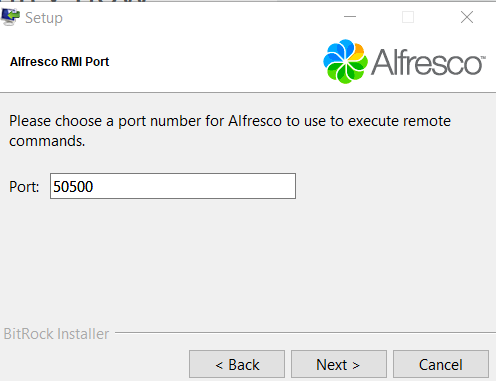 Setup
Alfresco RMI Port
Alfresco™
Please choose a port number for Alfresco to use to execute remote
commands.
Port: 50500
BitRock Installer
< Back Next > Cancel